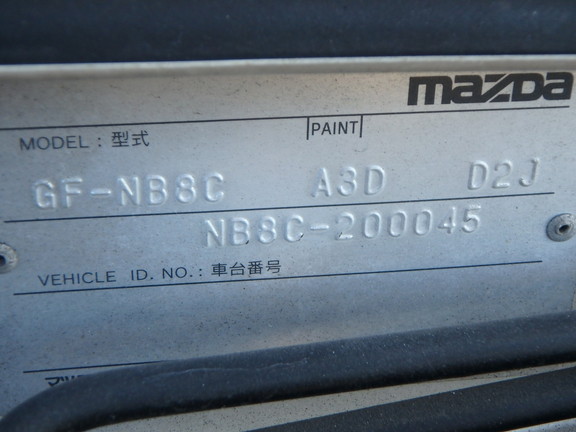 mazda
MODEL : 型式 PAINT
GF-NB8C A3D D2J
NB8C-200045
VEHICLE ID. NO. : 車台番号